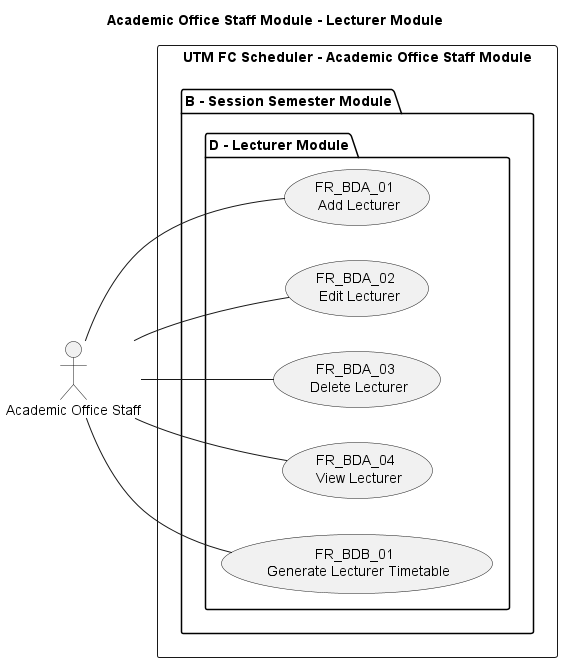 Academic Office Staff Module - Lecturer Module
UTM FC Scheduler - Academic Office Staff Module
B - Session Semester Module
D - Lecturer Module
FR_BDA_01
Add Lecturer
FR_BDA_02
Edit Lecturer
FR_BDA_03
Delete Lecturer
Academic Office Staff
FR_BDA_04
View Lecturer
FR_BDB_01
Generate Lecturer Timetable